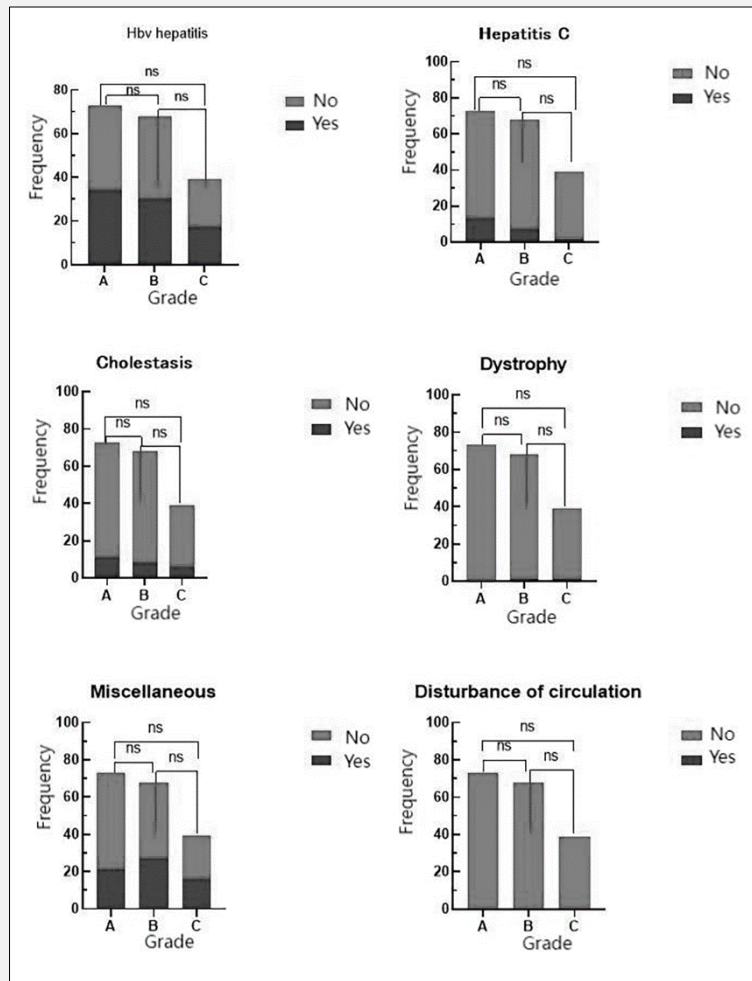 Hbv hepatitis
ns
ns
ns
80
60
40
20
0
Frequency
A B C
Grade
No
Yes
Hepatitis C
ns
ns
ns
100
80
60
40
20
0
Frequency
A B C
Grade
No
Yes
Cholestasis
ns
ns
ns
100
80
60
40
20
0
Frequency
A B C
Grade
No
Yes
Dystrophy
ns
ns
ns
100
80
60
40
20
0
Frequency
A B C
Grade
No
Yes
Miscellaneous
ns
ns
ns
100
80
60
40
20
0
Frequency
A B C
Grade
No
Yes
Disturbance of circulation
ns
ns
ns
100
80
60
40
20
0
Frequency
A B C
Grade
No
Yes